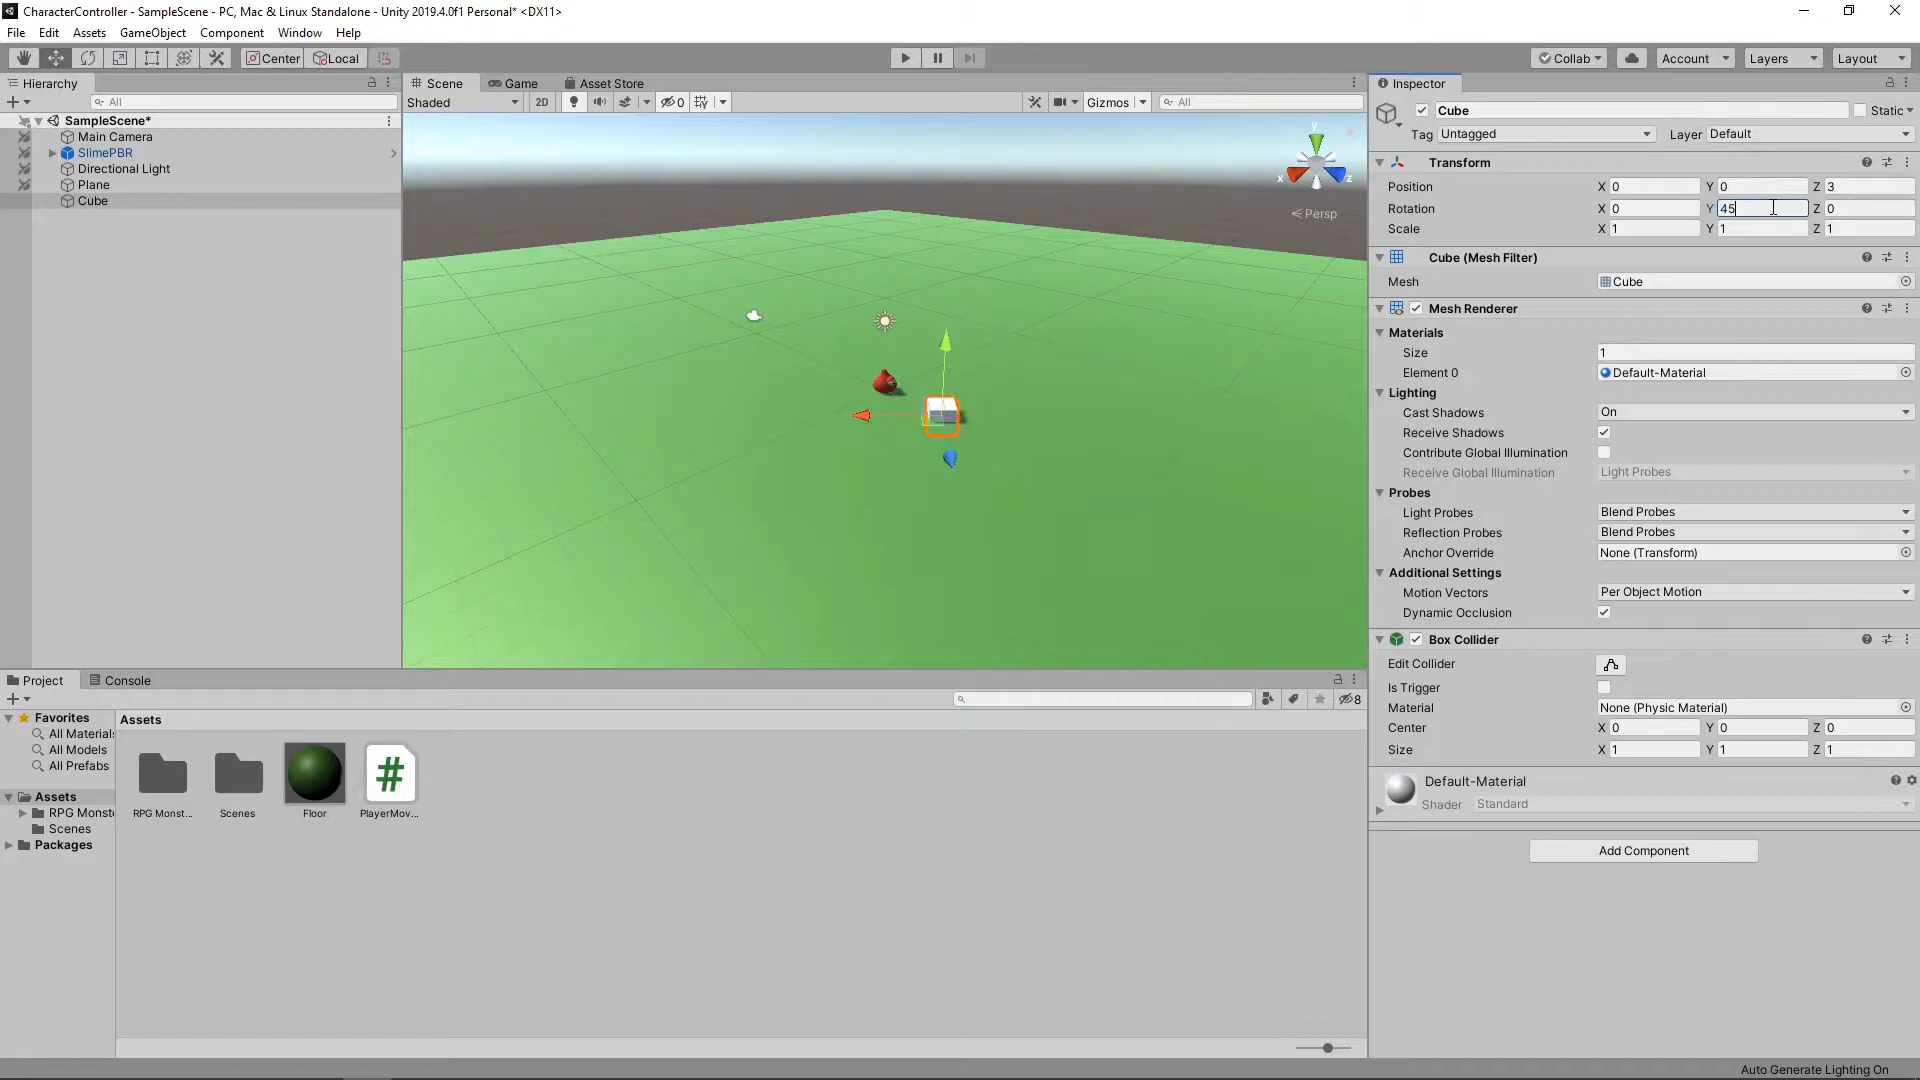 CharacterController - SampleScene - PC, Mac & Linux Standalone - Unity 2019.4.0f1 Personal* <DX11>
File Edit Assets GameObject Component Window Help
Center Local Collab Account Layers Layout
Hierarchy
All
SampleScene*
Main Camera
SlimePBR
Directional Light
Plane
Cube
Scene Game Asset Store
Shaded 2D 0 Gizmos All
y
x z
Persp
Inspector
Cube Static
Tag Untagged Layer Default
Transform
Position X 0 Y 0 Z 3
Rotation X 0 Y 45 Z 0
Scale X 1 Y 1 Z 1
Cube (Mesh Filter)
Mesh Cube
Mesh Renderer
Materials
Size 1
Element 0 Default-Material
Lighting
Cast Shadows On
Receive Shadows
Contribute Global Illumination
Receive Global Illumination Light Probes
Probes
Light Probes Blend Probes
Reflection Probes Blend Probes
Anchor Override None (Transform)
Additional Settings
Motion Vectors Per Object Motion
Dynamic Occlusion
Box Collider
Edit Collider
Is Trigger
Material None (Physic Material)
Center X 0 Y 0 Z 0
Size X 1 Y 1 Z 1
Default-Material
Shader Standard
Add Component
Project Console
8
Favorites
All Material
All Models
All Prefabs
Assets
RPG Monst
Scenes
Packages
Assets
RPG Monst... Scenes Floor PlayerMov...
Auto Generate Lighting On